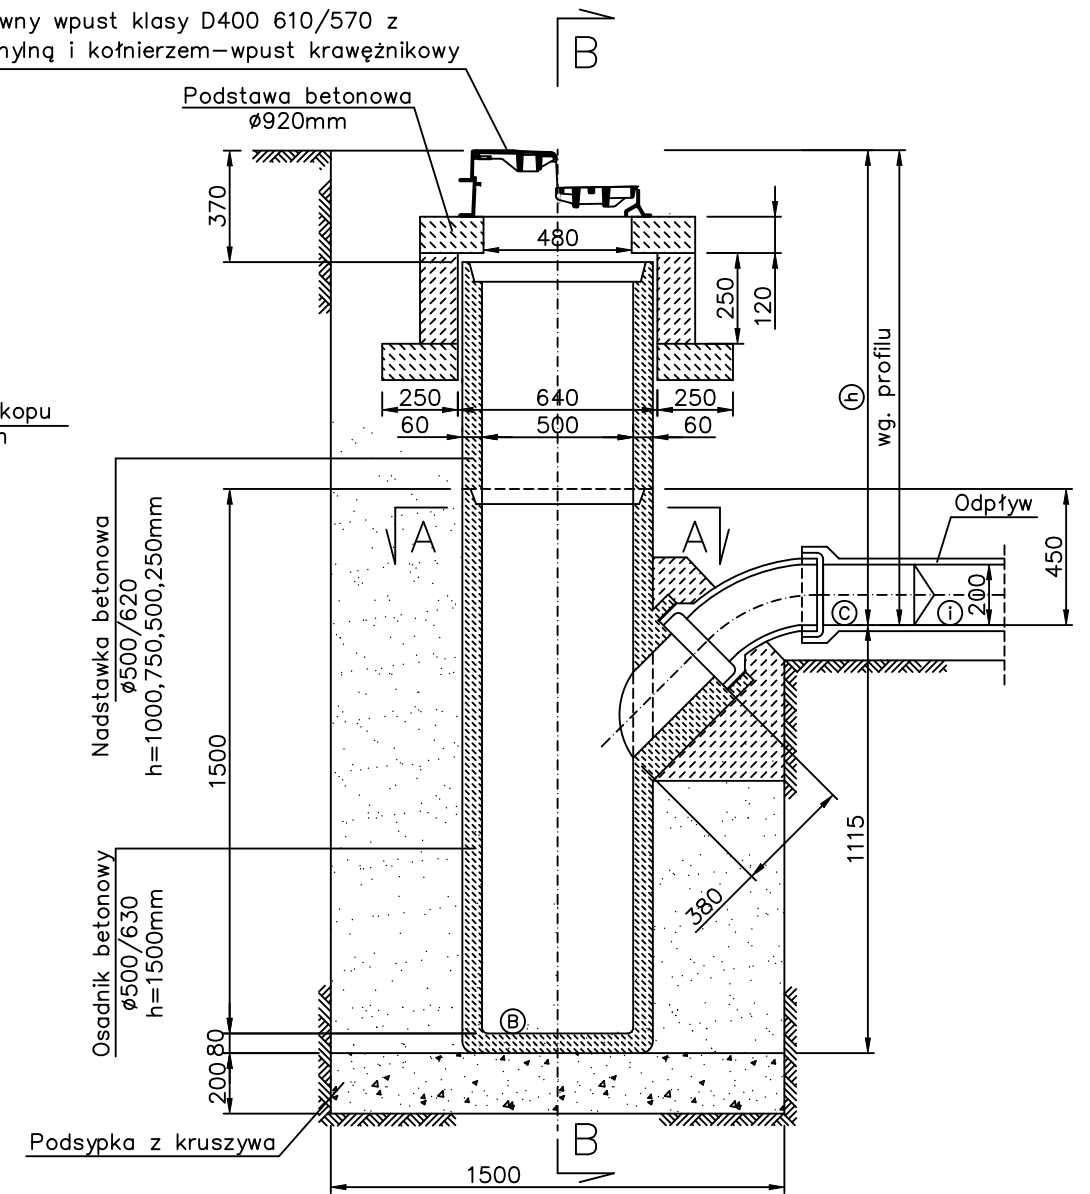 wny wpust klasy D400 610/570 z
nylną i kołnierzem-wpust krawężnikowy
B
Podstawa betonowa
ø920mm
370
480
250
120
250
640
250
60
500
60
h
wg. profilu
kopu
Nadstawka betonowa
ø500/620
h=1000,750,500,250mm
A
A
Odpływ
450
C
i
200
1500
1115
380
Osadnik betonowy
ø500/630
h=1500mm
B
80
200
Podsypka z kruszywa
B
1500